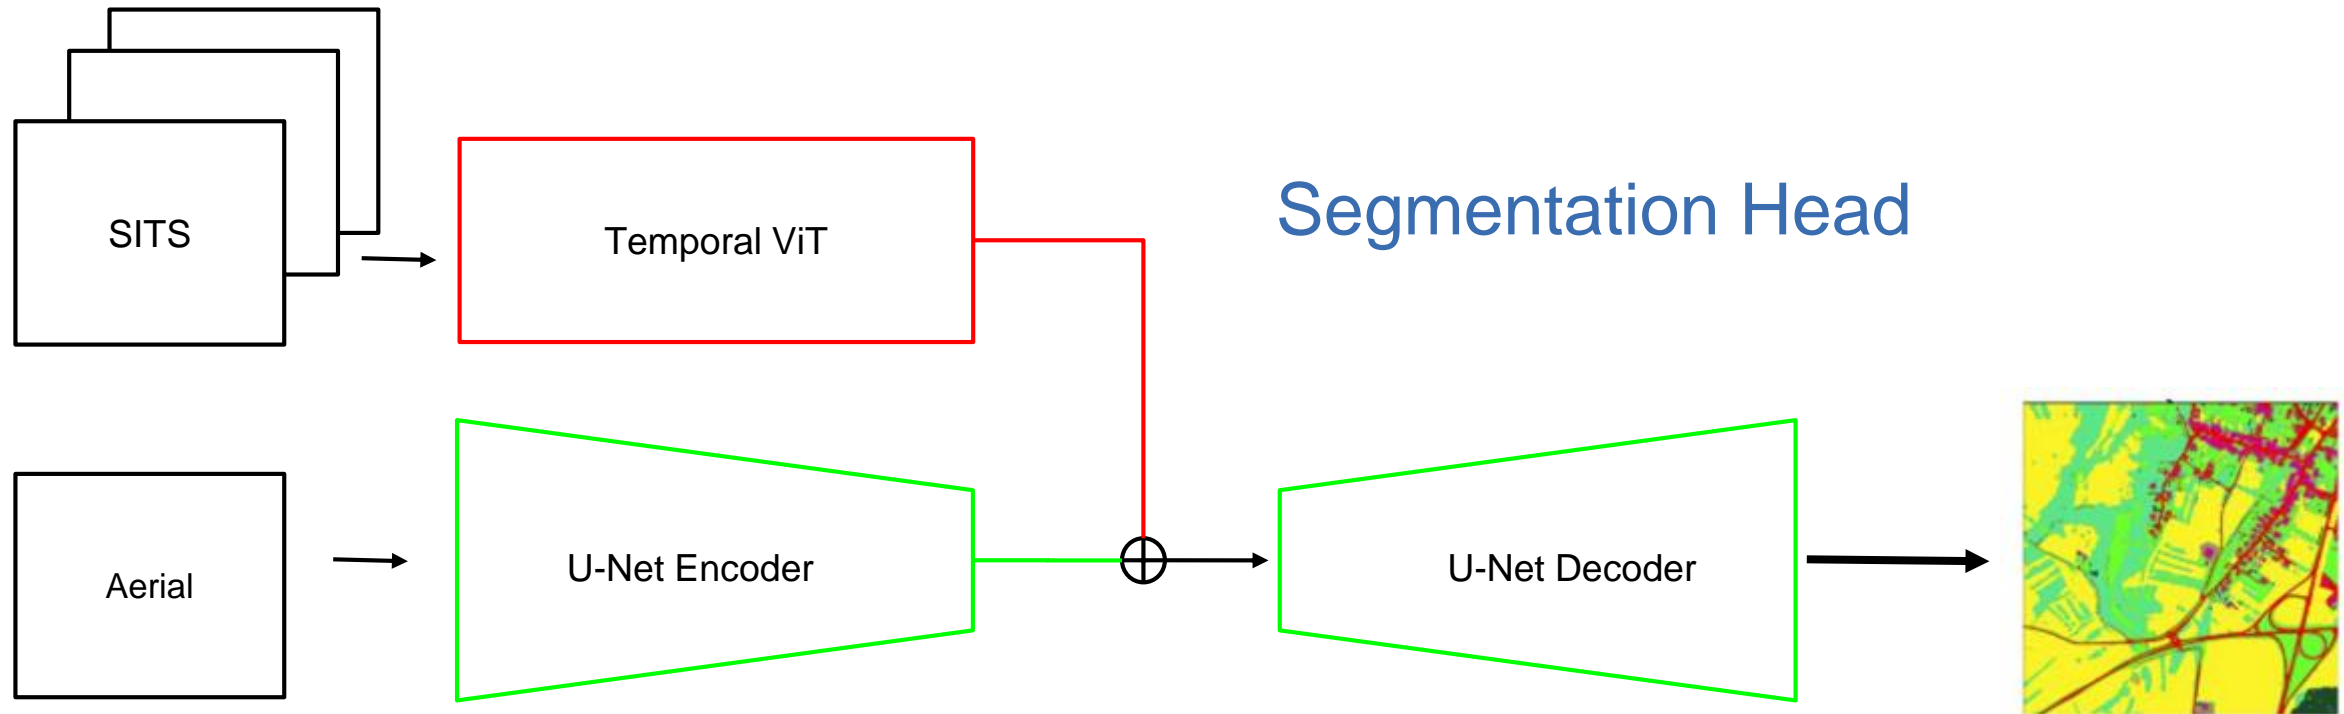 SITS
Temporal ViT
Segmentation Head
Aerial
U-Net Encoder
U-Net Decoder